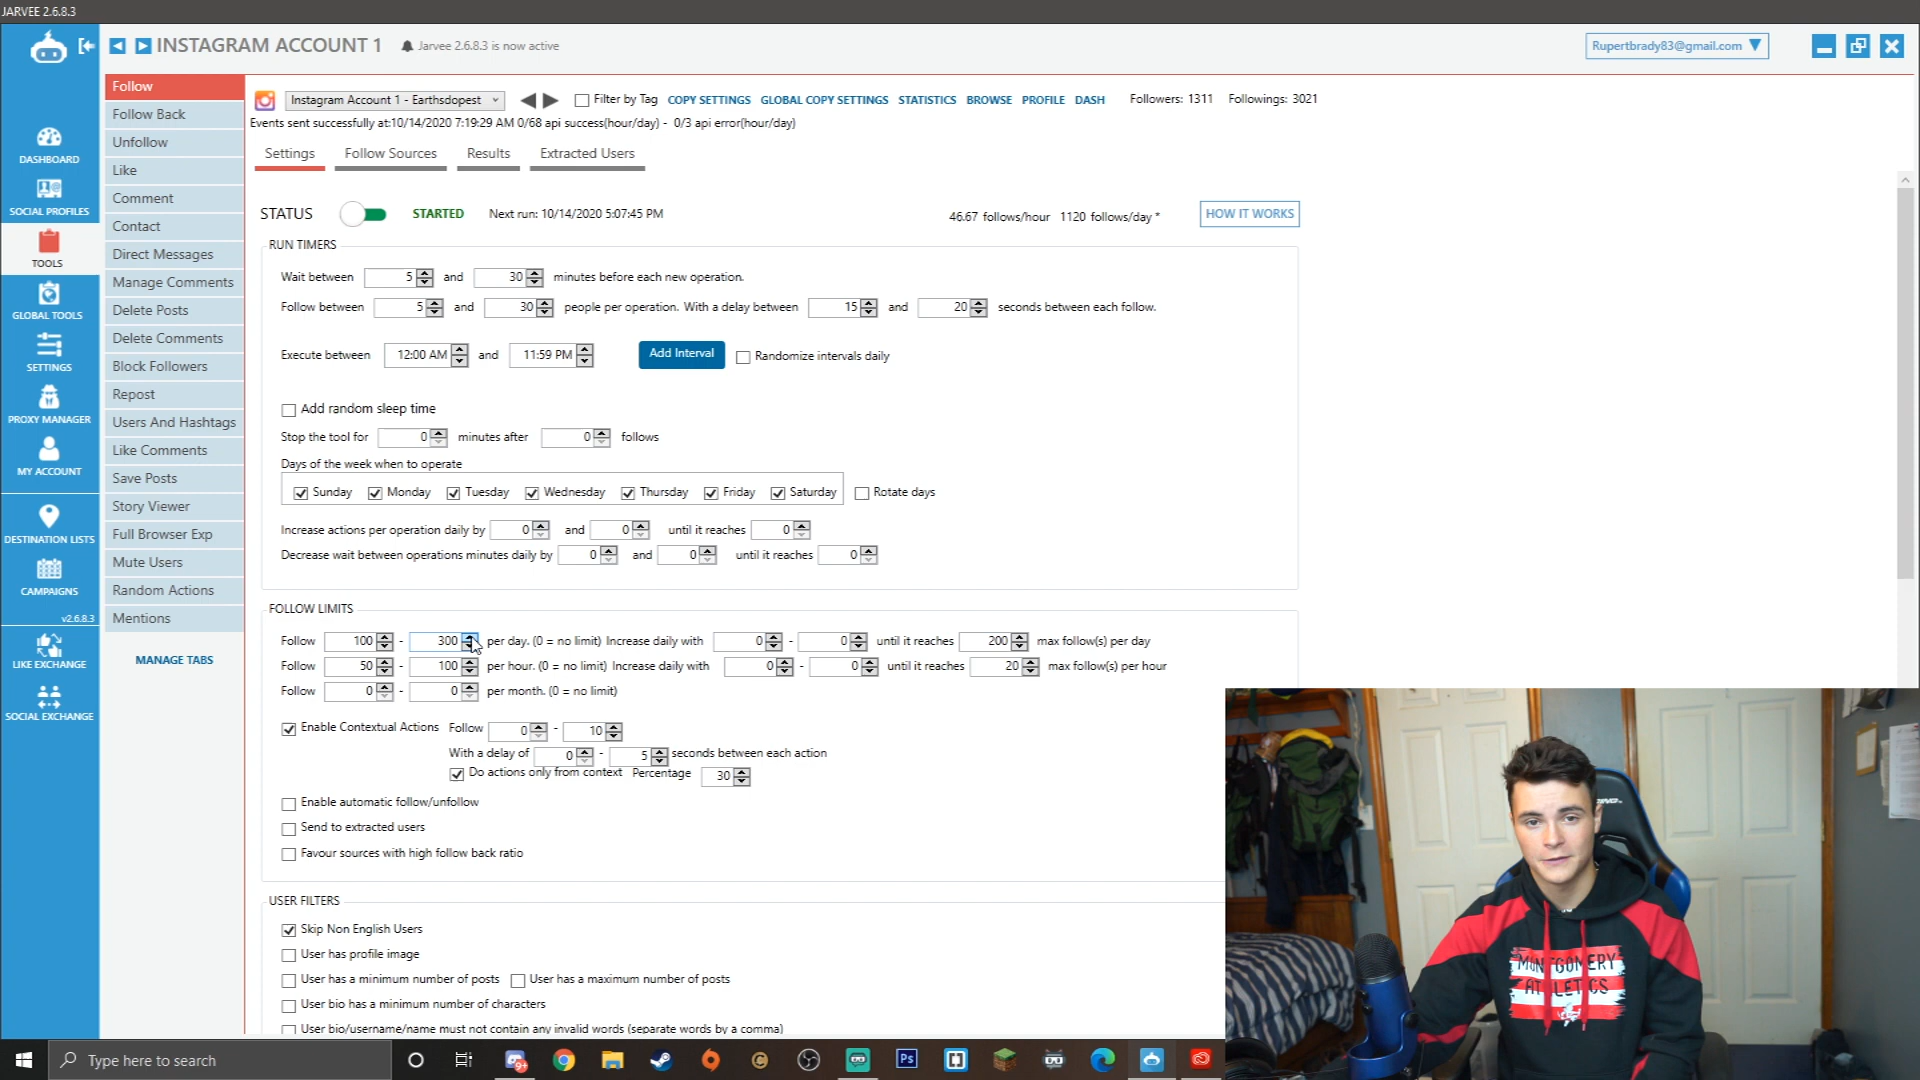 JARVEE 2.6.8.3
INSTAGRAM ACCOUNT 1
Jarvee 2.6.8.3 is now active
Rupertbrady83@gmail.com
DASHBOARD
SOCIAL PROFILES
TOOLS
GLOBAL TOOLS
SETTINGS
PROXY MANAGER
MY ACCOUNT
DESTINATION LISTS
CAMPAIGNS
v2.6.8.3
LIKE EXCHANGE
SOCIAL EXCHANGE
Follow
Follow Back
Unfollow
Like
Comment
Contact
Direct Messages
Manage Comments
Delete Posts
Delete Comments
Block Followers
Repost
Users And Hashtags
Like Comments
Save Posts
Story Viewer
Full Browser Exp
Mute Users
Random Actions
Mentions
MANAGE TABS
Instagram Account 1 - Earthsdopest
Filter by Tag COPY SETTINGS GLOBAL COPY SETTINGS STATISTICS BROWSE PROFILE DASH Followers: 1311 Followings: 3021
Events sent successfully at:10/14/2020 7:19:29 AM 0/68 api success(hour/day) - 0/3 api error(hour/day)
Settings Follow Sources Results Extracted Users
STATUS STARTED Next run: 10/14/2020 5:07:45 PM 46.67 follows/hour 1120 follows/day * HOW IT WORKS
RUN TIMERS
Wait between 5 and 30 minutes before each new operation.
Follow between 5 and 30 people per operation. With a delay between 15 and 20 seconds between each follow.
Execute between 12:00 AM and 11:59 PM Add Interval Randomize intervals daily
Add random sleep time
Stop the tool for 0 minutes after 0 follows
Days of the week when to operate
Sunday Monday Tuesday Wednesday Thursday Friday Saturday Rotate days
Increase actions per operation daily by 0 and 0 until it reaches 0
Decrease wait between operations minutes daily by 0 and 0 until it reaches 0
FOLLOW LIMITS
Follow 100 - 300 per day. (0 = no limit) Increase daily with 0 - 0 until it reaches 200 max follow(s) per day
Follow 50 - 100 per hour. (0 = no limit) Increase daily with 0 - 0 until it reaches 20 max follow(s) per hour
Follow 0 - 0 per month. (0 = no limit)
Enable Contextual Actions Follow 0 - 10
With a delay of 0 - 5 seconds between each action
Do actions only from context Percentage 30
Enable automatic follow/unfollow
Send to extracted users
Favour sources with high follow back ratio
USER FILTERS
Skip Non English Users
User has profile image
User has a minimum number of posts User has a maximum number of posts
User bio has a minimum number of characters
User bio/username/name must not contain any invalid words (separate words by a comma)
MONTGOMERY
ATHLETICS
Type here to search
9+
Ps